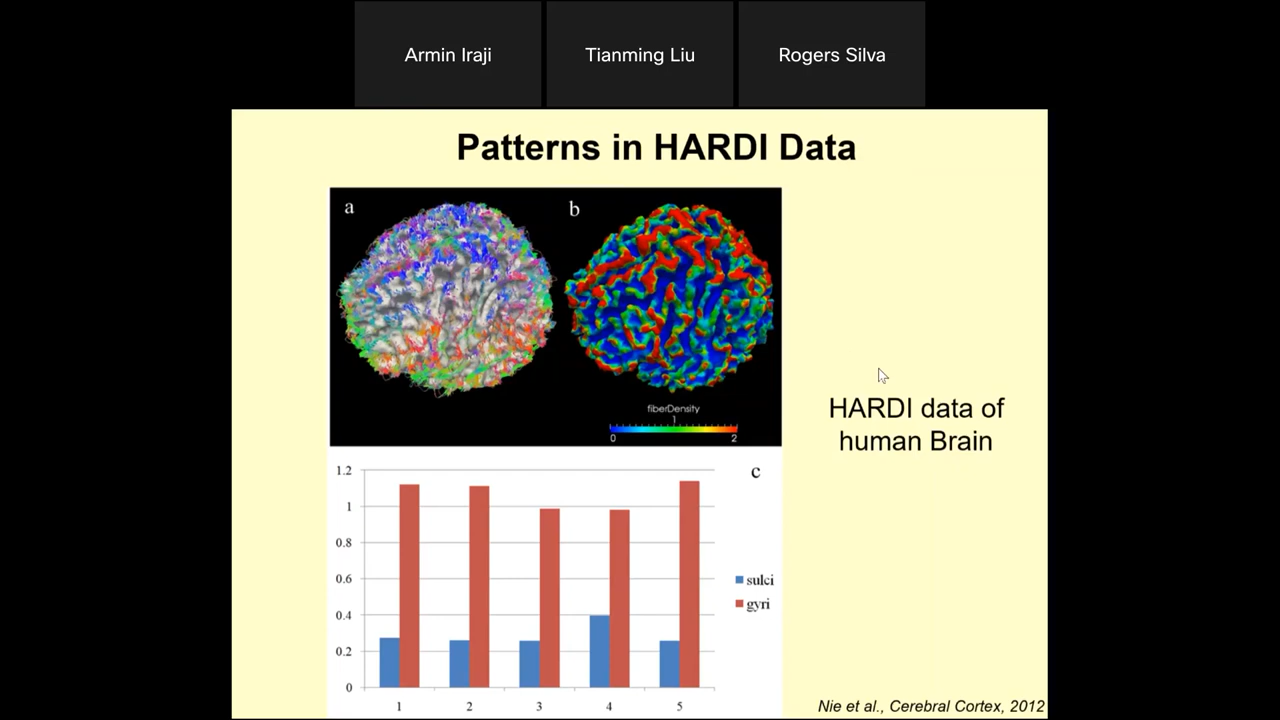 Armin Iraji
Tianming Liu
Rogers Silva
Patterns in HARDI Data
a
b
fiberDensity
1
0
2
HARDI data of
human Brain
c
1.2
1
0.8
0.6
0.4
0.2
0
1 2 3 4 5
sulci
gyri
Nie et al., Cerebral Cortex, 2012